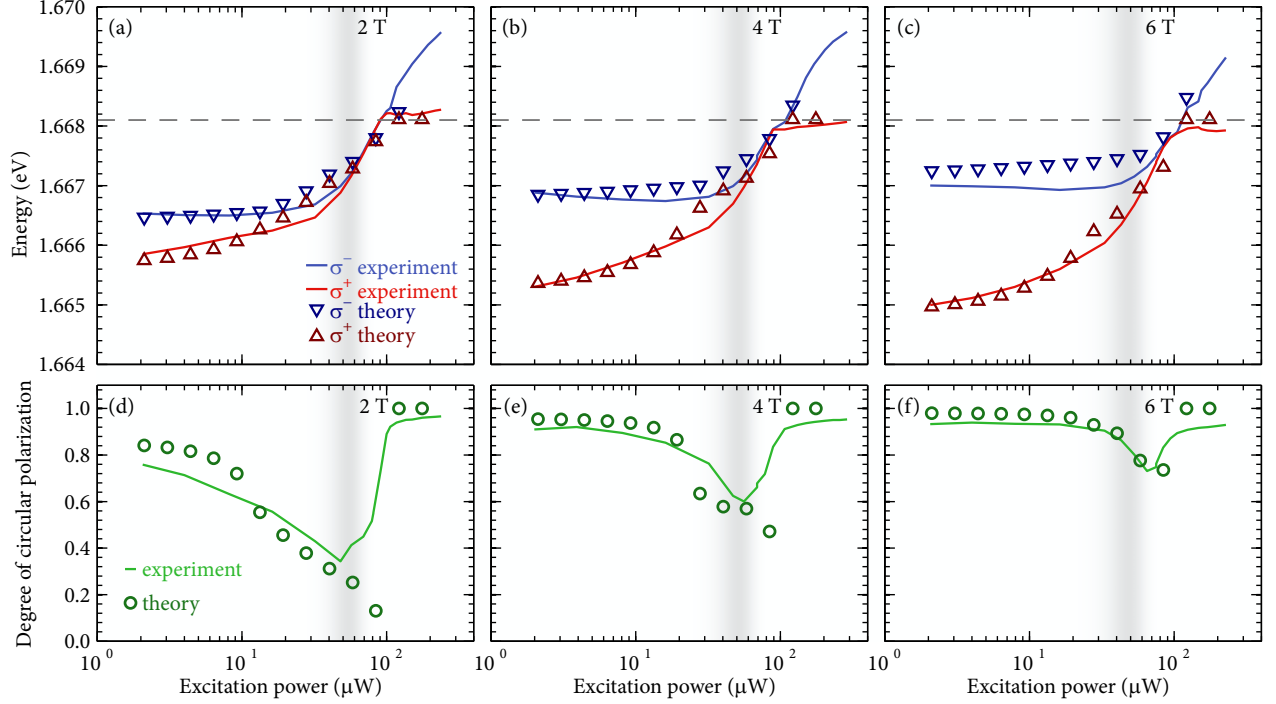 1.670
1.669
1.668
1.667
1.666
1.665
1.664
Energy (eV)
(a) 2 T
σ⁻ experiment
σ⁺ experiment
σ⁻ theory
σ⁺ theory
(b) 4 T
(c) 6 T
1.0
0.8
0.6
0.4
0.2
0.0
Degree of circular polarization
(d) 2 T
experiment
theory
(e) 4 T
(f) 6 T
10⁰ 10¹ 10² 10⁰ 10¹ 10² 10⁰ 10¹ 10²
Excitation power (μW) Excitation power (μW) Excitation power (μW)